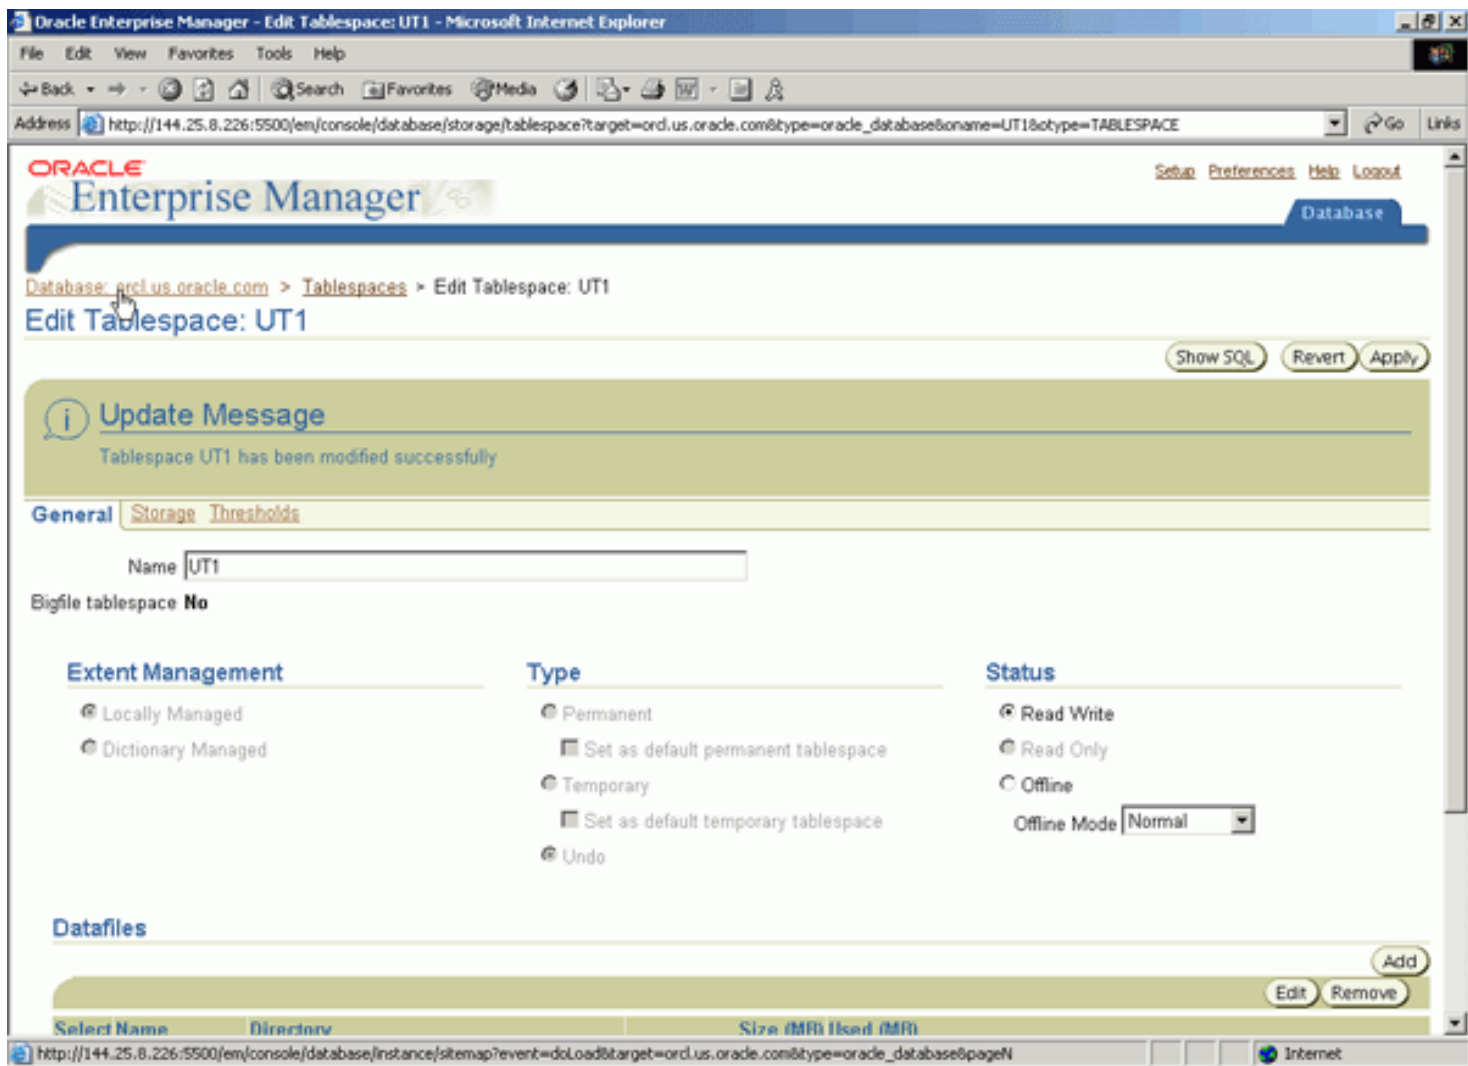 Oracle Enterprise Manager - Edit Tablespace: UT1 - Microsoft Internet Explorer
File Edit View Favorites Tools Help
Back Search Favorites Media
Address http://144.25.8.226:5500/em/console/database/storage/tablespace?target=orcl.us.oracle.com&type=oracle_database&oname=UT1&otype=TABLESPACE Go Links
ORACLE
Enterprise Manager
Setup Preferences Help Logout
Database
Database: orcl.us.oracle.com > Tablespaces > Edit Tablespace: UT1
Edit Tablespace: UT1
Show SQL Revert Apply
Update Message
Tablespace UT1 has been modified successfully
General Storage Thresholds
Name UT1
Bigfile tablespace No
Extent Management Type Status
Locally Managed Permanent Read Write
Dictionary Managed Set as default permanent tablespace Read Only
Temporary Offline
Set as default temporary tablespace Offline Mode Normal
Undo
Datafiles
Add
Edit Remove
Select Name Directory Size (MB) Used (MB)
http://144.25.8.226:5500/em/console/database/instance/sitemap?event=doLoad&target=orcl.us.oracle.com&type=oracle_database&pageN Internet